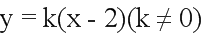 y = k(x - 2)(k ≠ 0)